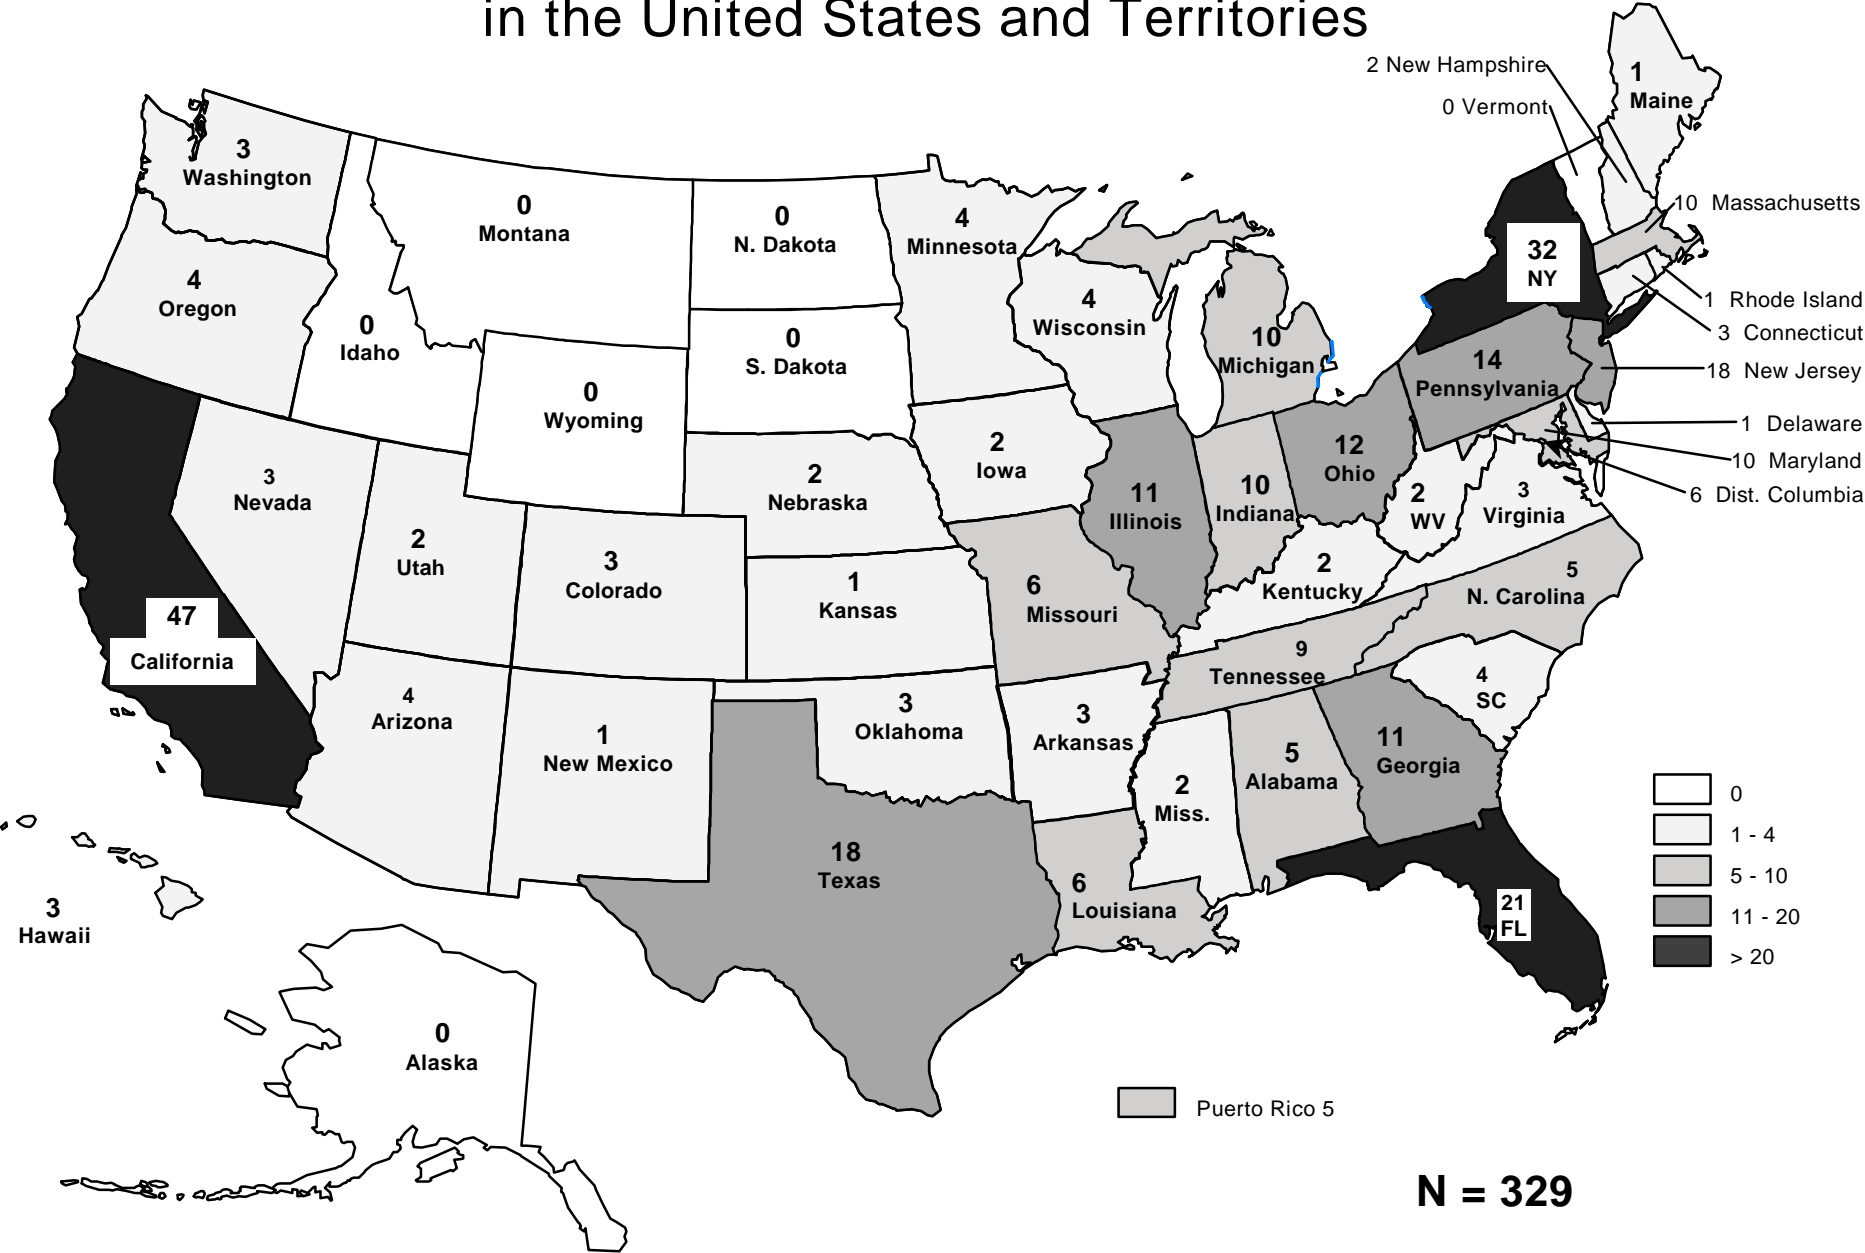 in the United States and Territories
2 New Hampshire
0 Vermont
1
Maine
3
Washington
0
Montana
0
N. Dakota
4
Minnesota
10 Massachusetts
32
NY
4
Oregon
0
Idaho
0
S. Dakota
4
Wisconsin
10
Michigan
1 Rhode Island
3 Connecticut
14
Pennsylvania
18 New Jersey
0
Wyoming
1 Delaware
10 Maryland
6 Dist. Columbia
3
Nevada
2
Utah
3
Colorado
2
Nebraska
2
Iowa
11
Illinois
10
Indiana
12
Ohio
2
WV
3
Virginia
1
Kansas
6
Missouri
2
Kentucky
5
N. Carolina
47
California
9
Tennessee
4
SC
4
Arizona
1
New Mexico
3
Oklahoma
3
Arkansas
2
Miss.
5
Alabama
11
Georgia
18
Texas
6
Louisiana
21
FL
0
1 - 4
5 - 10
11 - 20
> 20
3
Hawaii
0
Alaska
Puerto Rico 5
N = 329